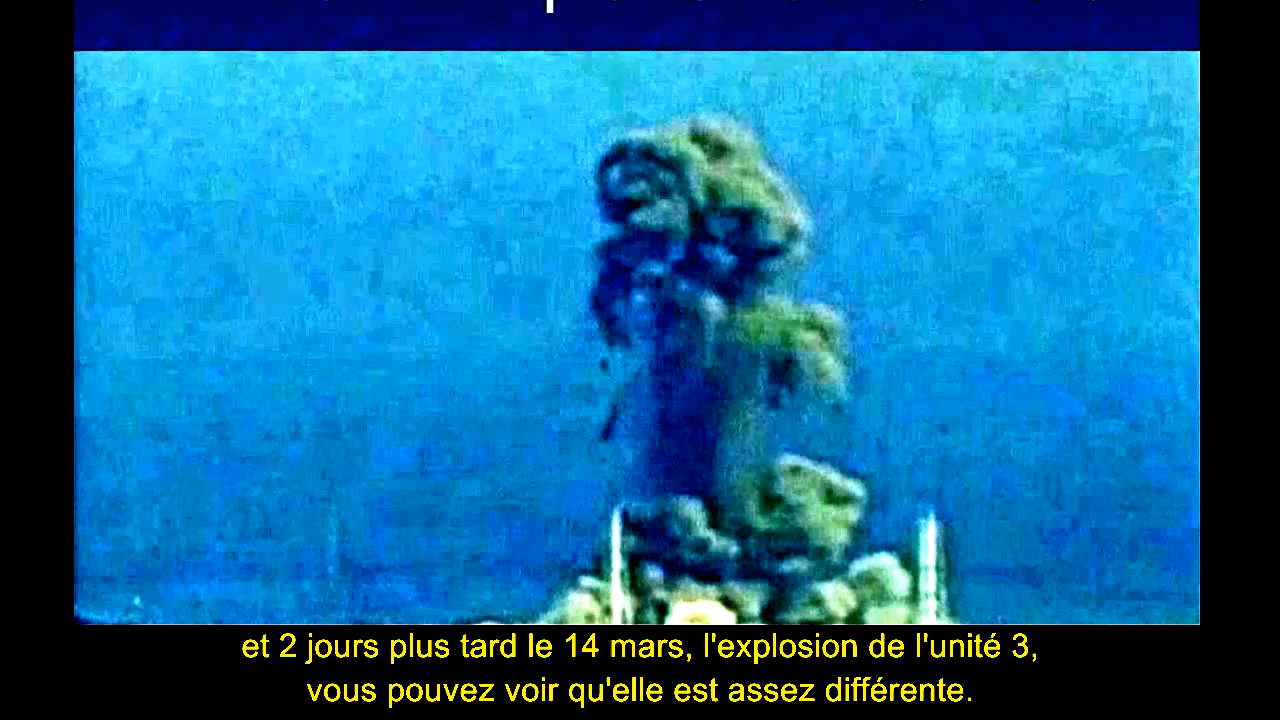 et 2 jours plus tard le 14 mars, l'explosion de l'unité 3,
vous pouvez voir qu'elle est assez différente.